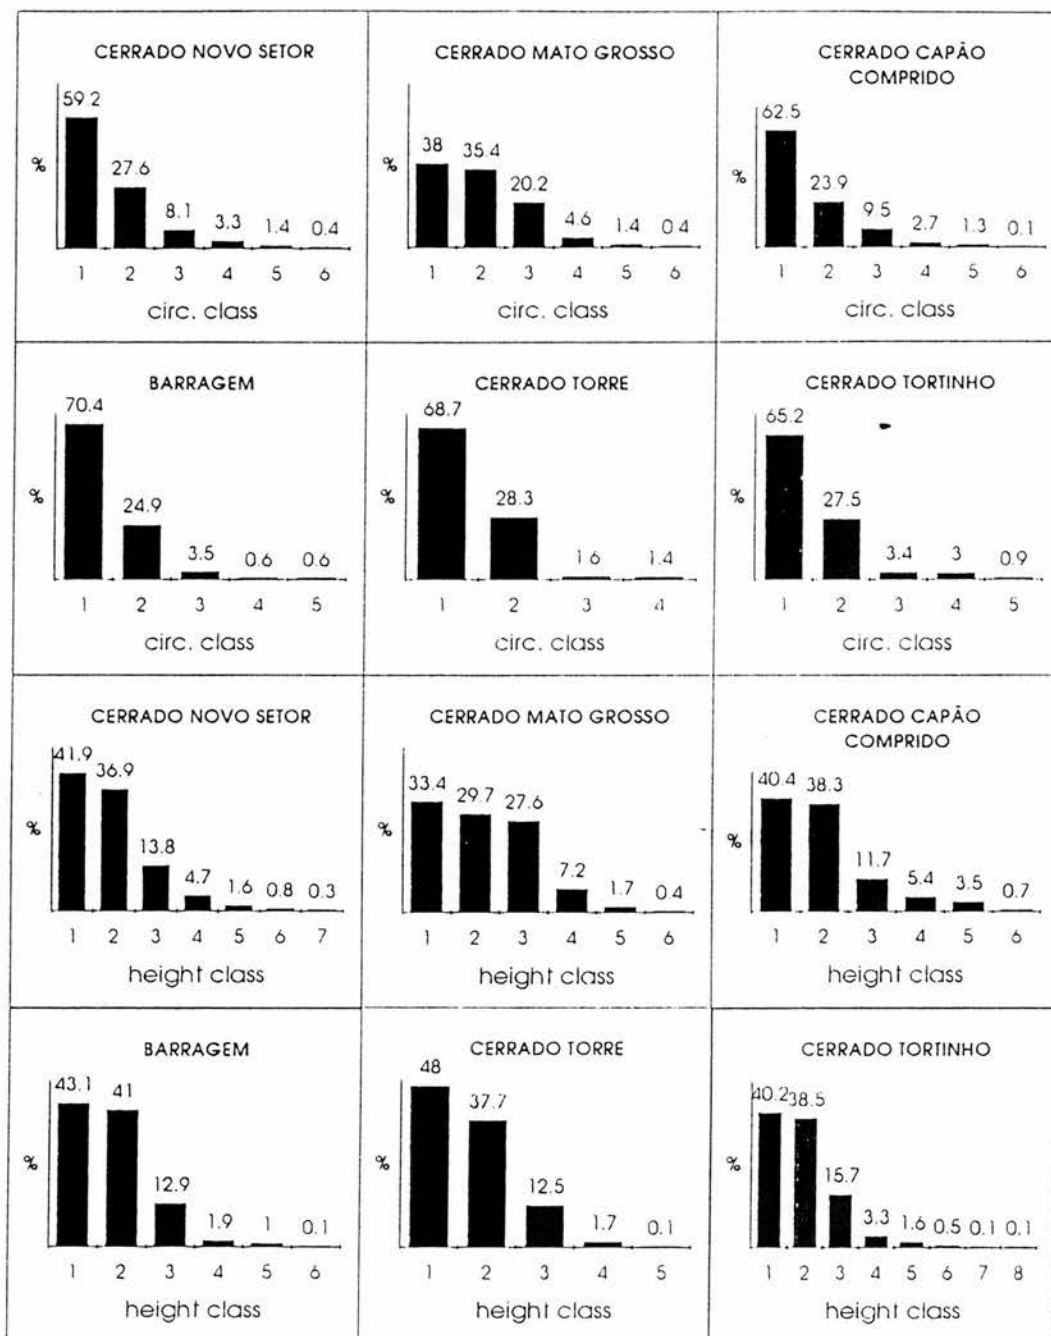 CERRADO NOVO SETOR
59.2
27.6
8.1
3.3
1.4
0.4
%
1 2 3 4 5 6
circ. class
CERRADO MATO GROSSO
38
35.4
20.2
4.6
1.4
0.4
%
1 2 3 4 5 6
circ. class
CERRADO CAPÃO
COMPRIDO
62.5
23.9
9.5
2.7
1.3
0.1
%
1 2 3 4 5 6
circ. class
BARRAGEM
70.4
24.9
3.5
0.6
0.6
%
1 2 3 4 5
circ. class
CERRADO TORRE
68.7
28.3
1.6
1.4
%
1 2 3 4
circ. class
CERRADO TORTINHO
65.2
27.5
3.4
3
0.9
%
1 2 3 4 5
circ. class
CERRADO NOVO SETOR
41.9
36.9
13.8
4.7
1.6
0.8
0.3
%
1 2 3 4 5 6 7
height class
CERRADO MATO GROSSO
33.4
29.7
27.6
7.2
1.7
0.4
%
1 2 3 4 5 6
height class
CERRADO CAPÃO
COMPRIDO
40.4
38.3
11.7
5.4
3.5
0.7
%
1 2 3 4 5 6
height class
BARRAGEM
43.1
41
12.9
1.9
1
0.1
%
1 2 3 4 5 6
height class
CERRADO TORRE
48
37.7
12.5
1.7
0.1
%
1 2 3 4 5
height class
CERRADO TORTINHO
40.2
38.5
15.7
3.3
1.6
0.5
0.1
0.1
%
1 2 3 4 5 6 7 8
height class